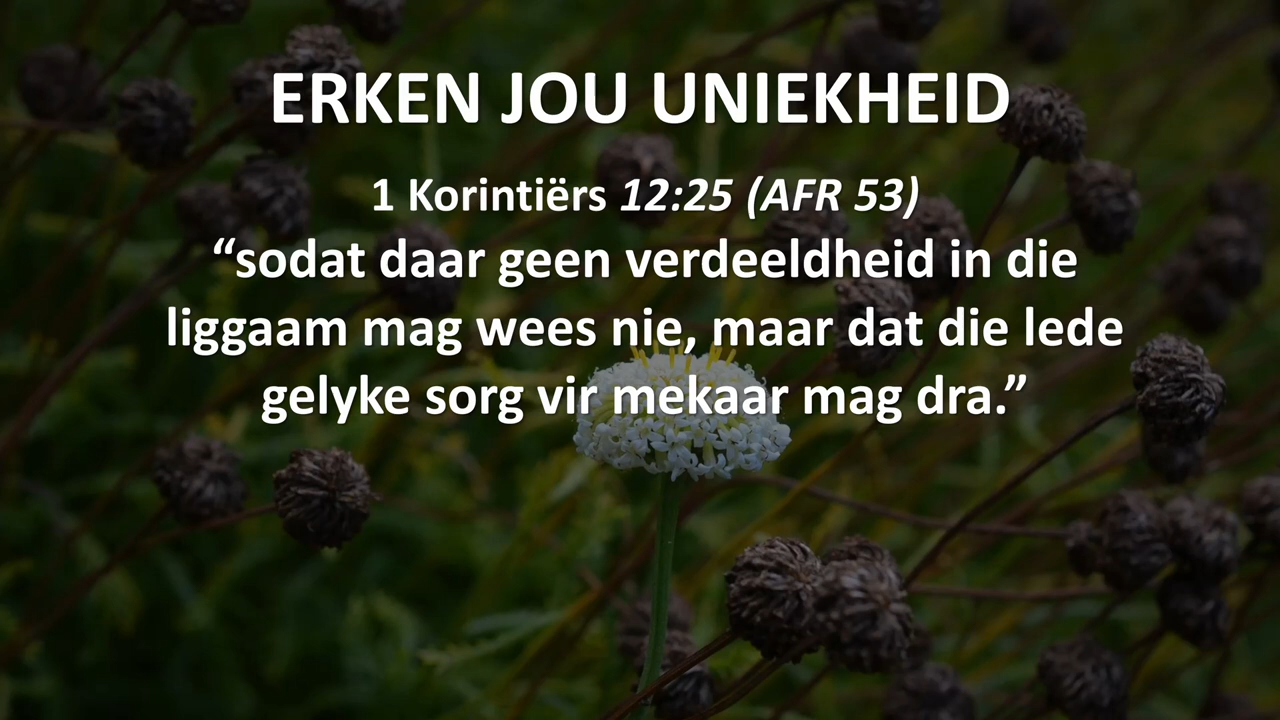 ERKEN JOU UNIEKHEID
1 Korintiërs 12:25 (AFR 53)
“sodat daar geen verdeeldheid in die
liggaam mag wees nie, maar dat die lede
gelyke sorg vir mekaar mag dra.”